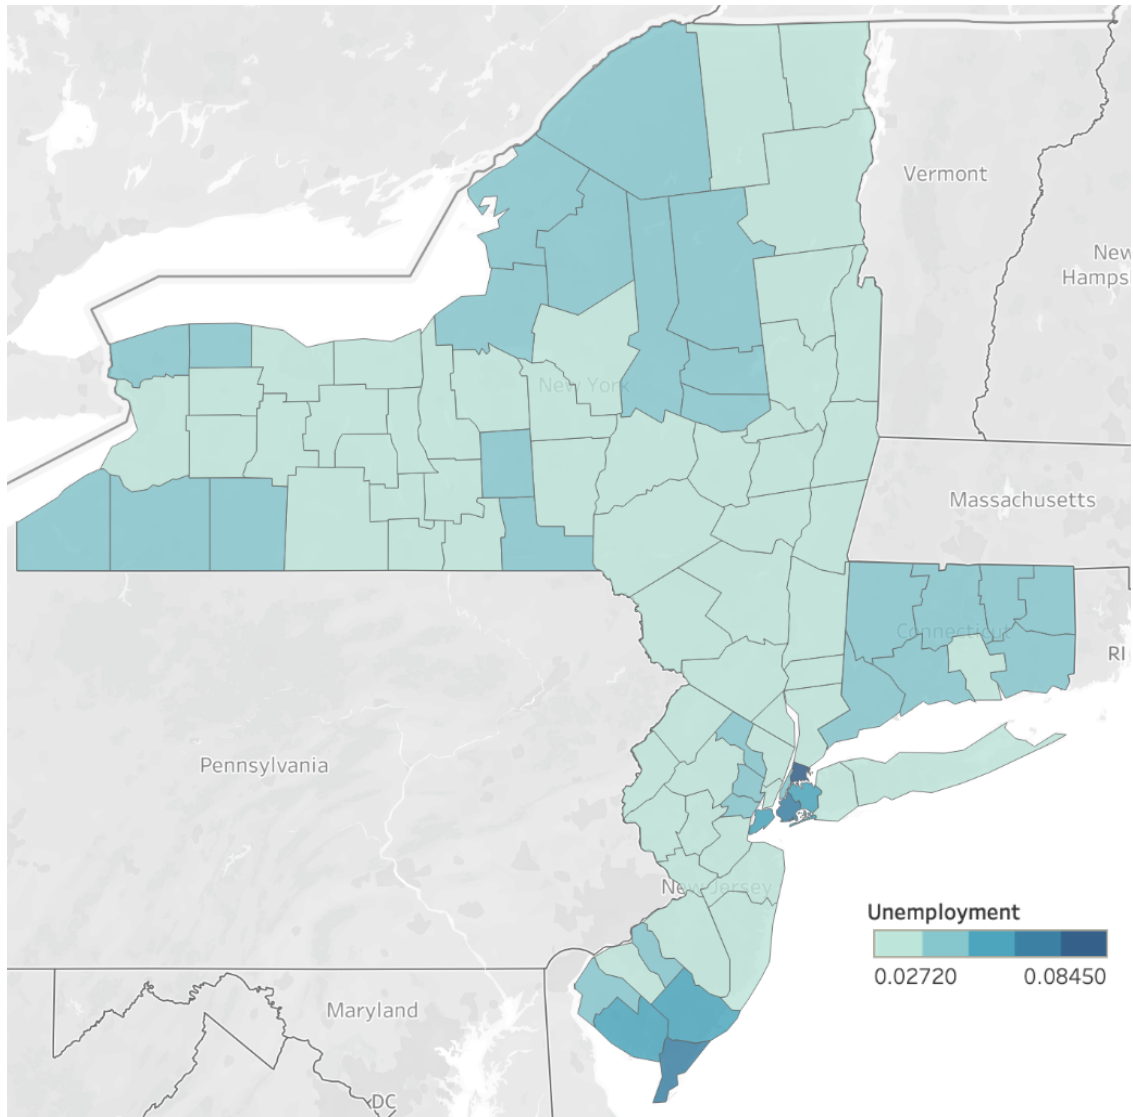 Vermont
New
Hamps
New York
Massachusetts
Connecticut
RI
Pennsylvania
New Jersey
Unemployment
0.02720 0.08450
Maryland
DC